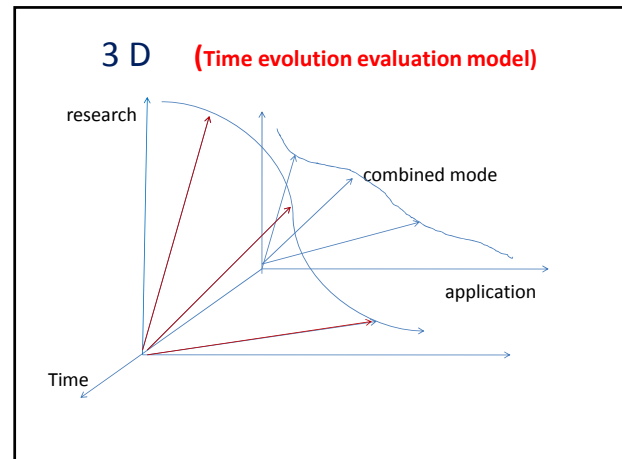 3 D (Time evolution evaluation model)
research
combined mode
application
Time